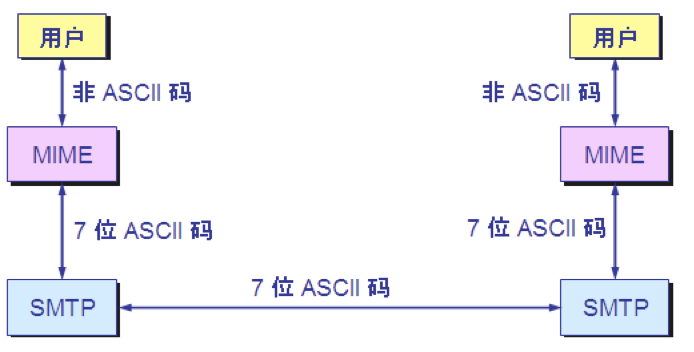 用户 用户
非 ASCII 码 非 ASCII 码
MIME MIME
7 位 ASCII 码 7 位 ASCII 码
7 位 ASCII 码
SMTP SMTP